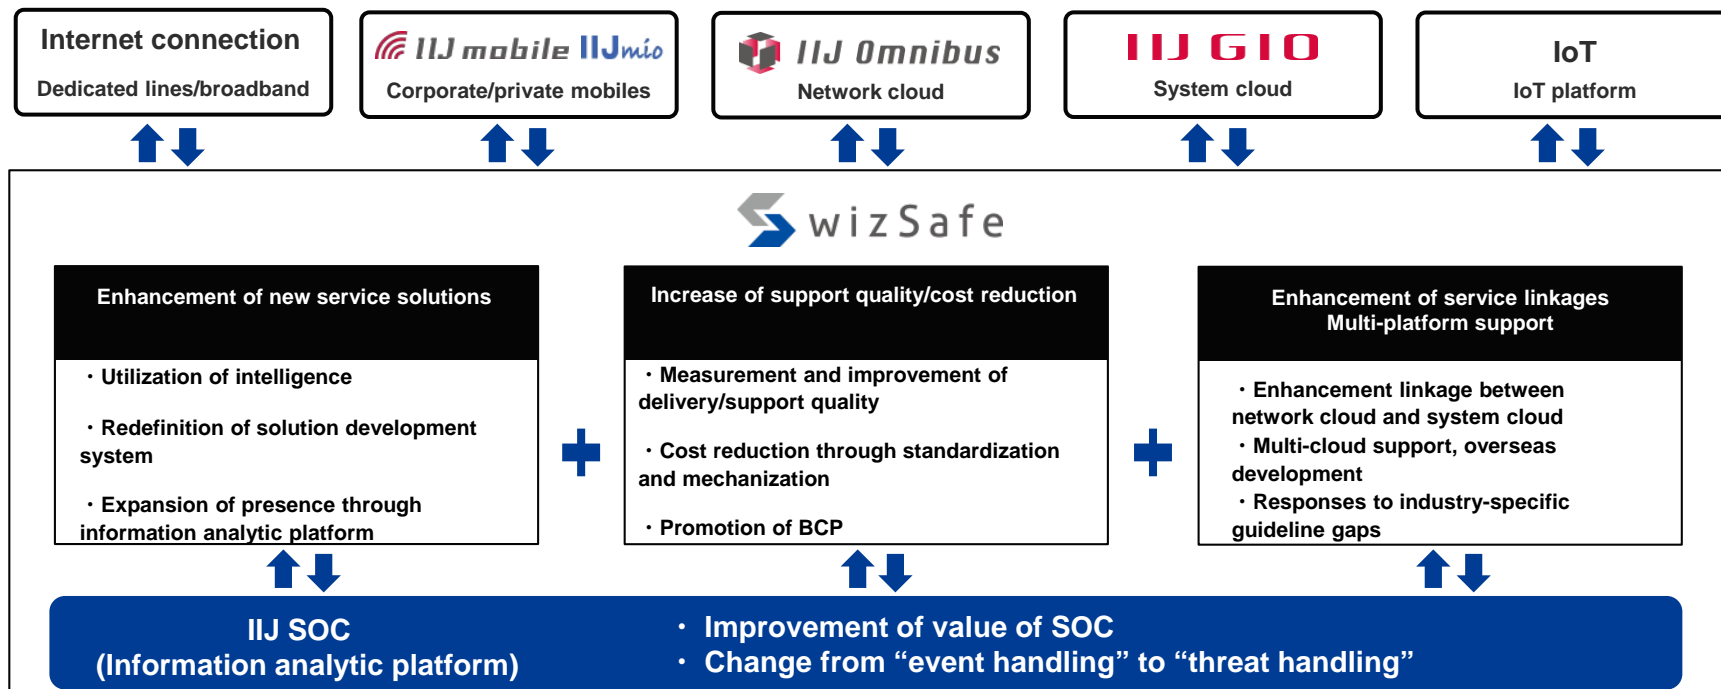 Internet connection
Dedicated lines/broadband
IIJ mobile IIJmio
Corporate/private mobiles
IIJ Omnibus
Network cloud
IIJ GIO
System cloud
IoT
IoT platform
wizSafe
Enhancement of new service solutions
・Utilization of intelligence
・Redefinition of solution development
system
・Expansion of presence through
information analytic platform
Increase of support quality/cost reduction
・Measurement and improvement of
delivery/support quality
・Cost reduction through standardization
and mechanization
・Promotion of BCP
Enhancement of service linkages
Multi-platform support
・Enhancement linkage between
network cloud and system cloud
・Multi-cloud support, overseas
development
・Responses to industry-specific
guideline gaps
IIJ SOC
(Information analytic platform)
・ Improvement of value of SOC
・ Change from “event handling” to “threat handling”